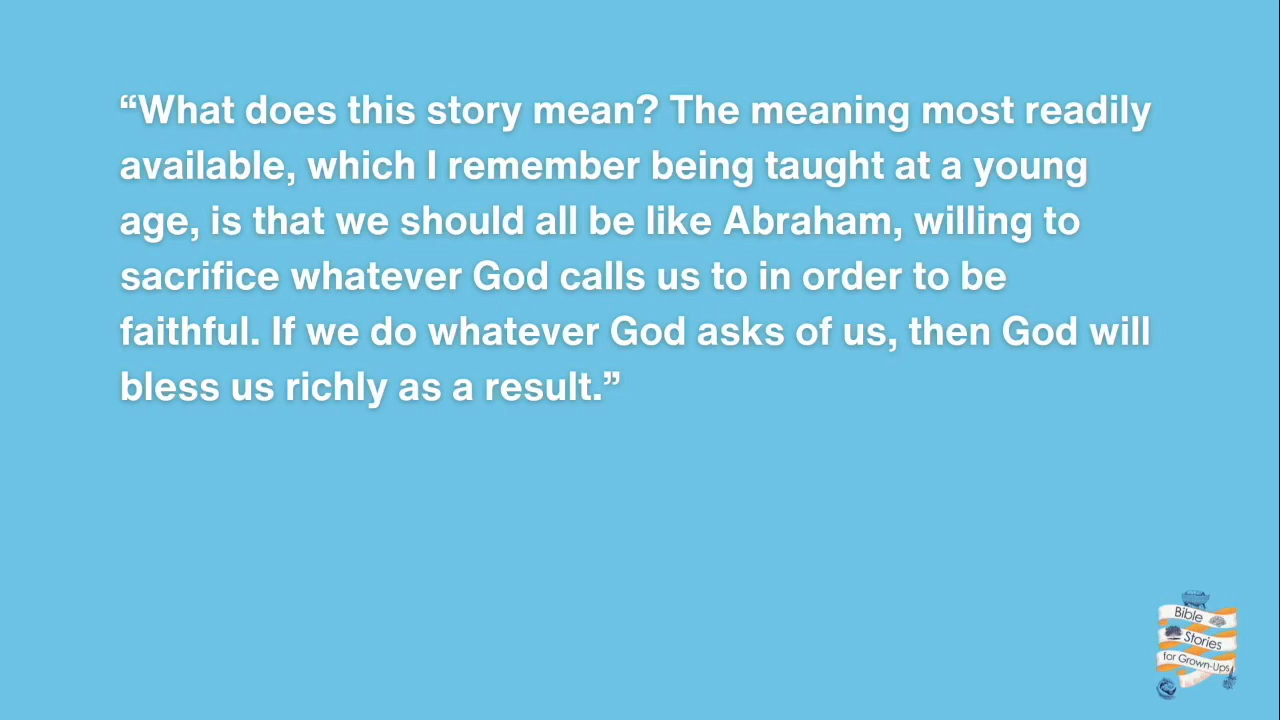 “What does this story mean? The meaning most readily
available, which I remember being taught at a young
age, is that we should all be like Abraham, willing to
sacrifice whatever God calls us to in order to be
faithful. If we do whatever God asks of us, then God will
bless us richly as a result.”
Bible
Stories
for Grown-Ups